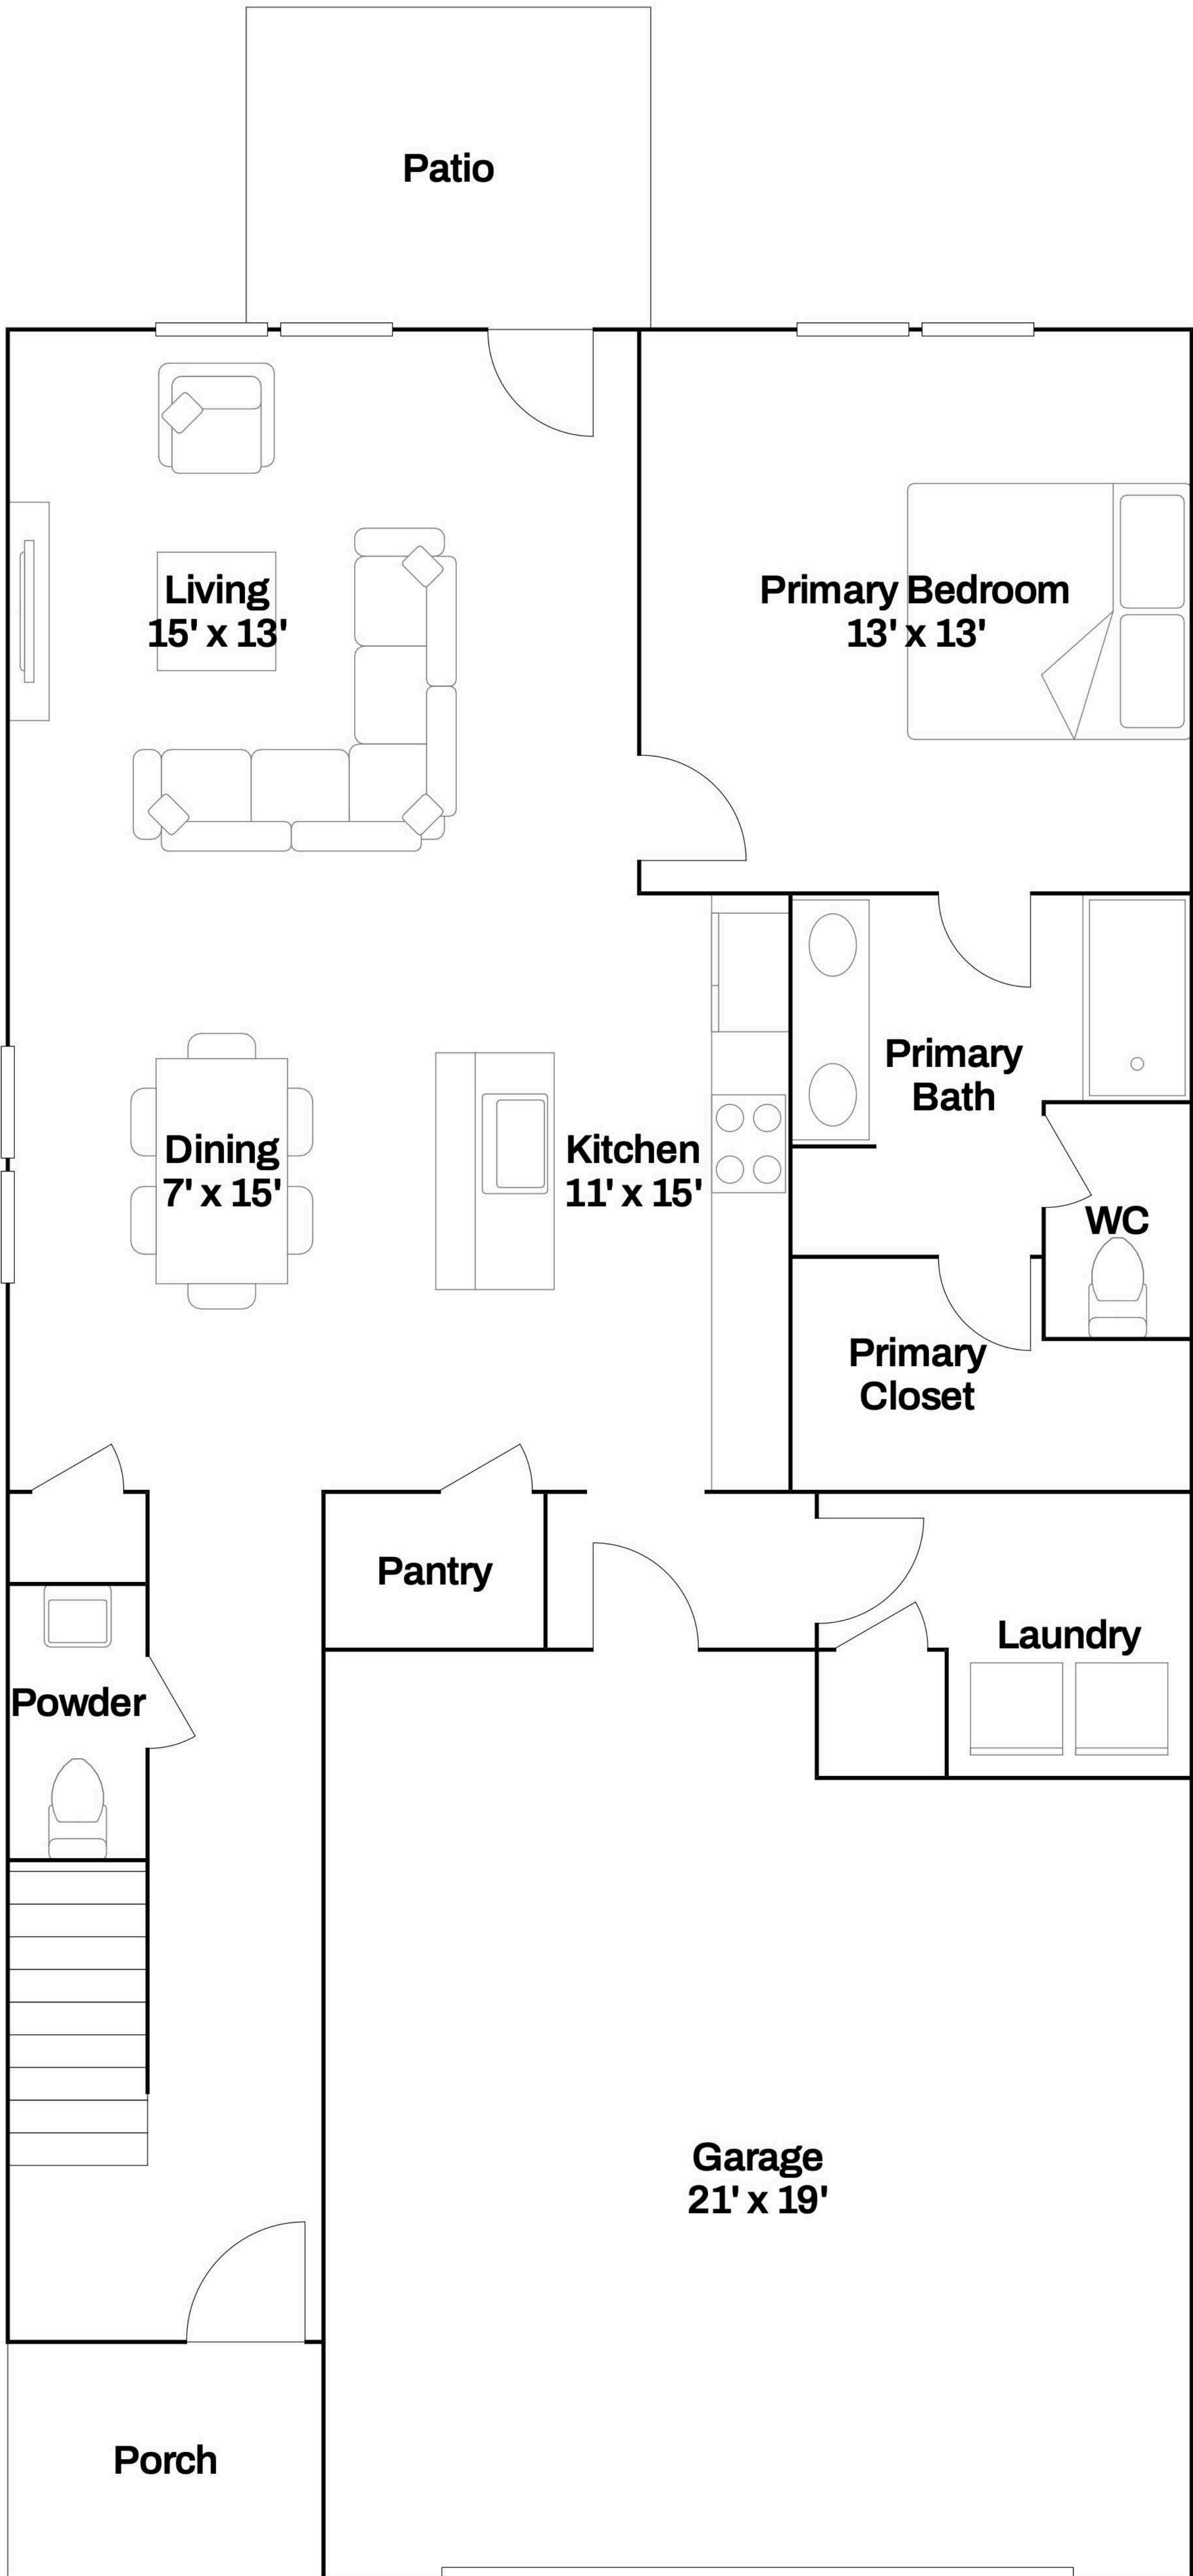 Patio
Living
15' x 13'
Primary Bedroom
13' x 13'
Primary
Bath
Dining
7' x 15'
Kitchen
11' x 15'
WC
Primary
Closet
Pantry
Laundry
Powder
Garage
21' x 19'
Porch